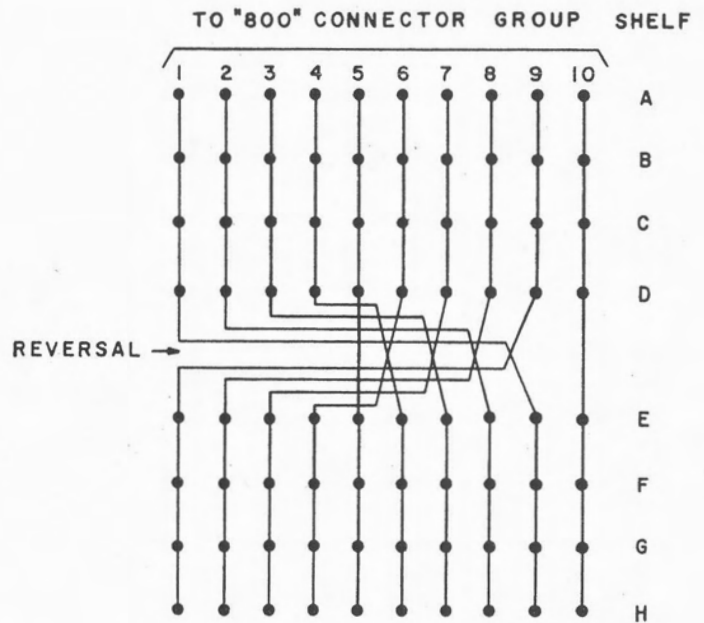 TO "800" CONNECTOR GROUP SHELF
1 2 3 4 5 6 7 8 9 10
A
B
C
D
REVERSAL
E
F
G
H